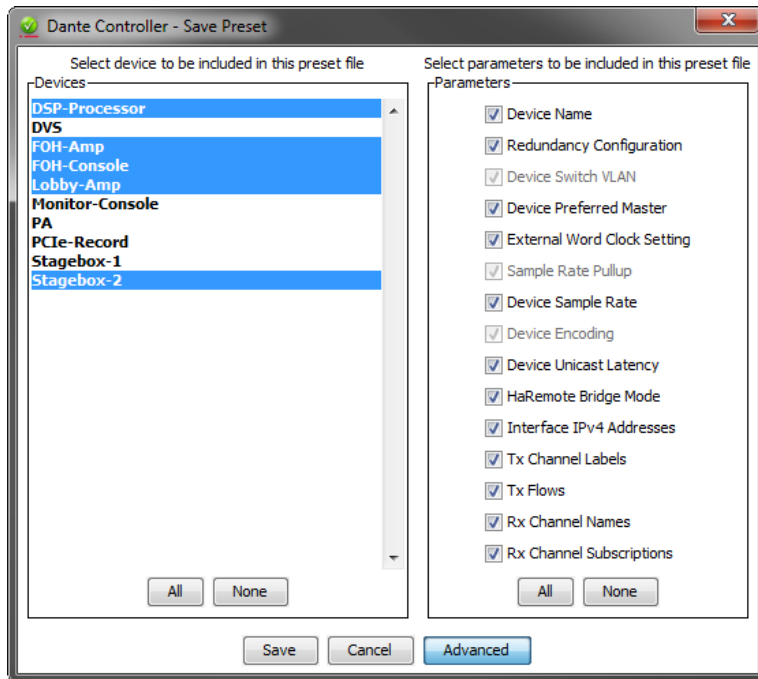 Dante Controller - Save Preset
Select device to be included in this preset file
Devices
DSP-Processor
DVS
FOH-Amp
FOH-Console
Lobby-Amp
Monitor-Console
PA
PCIe-Record
Stagebox-1
Stagebox-2
All None
Select parameters to be included in this preset file
Parameters
Device Name
Redundancy Configuration
Device Switch VLAN
Device Preferred Master
External Word Clock Setting
Sample Rate Pullup
Device Sample Rate
Device Encoding
Device Unicast Latency
HaRemote Bridge Mode
Interface IPv4 Addresses
Tx Channel Labels
Tx Flows
Rx Channel Names
Rx Channel Subscriptions
All None
Save Cancel Advanced